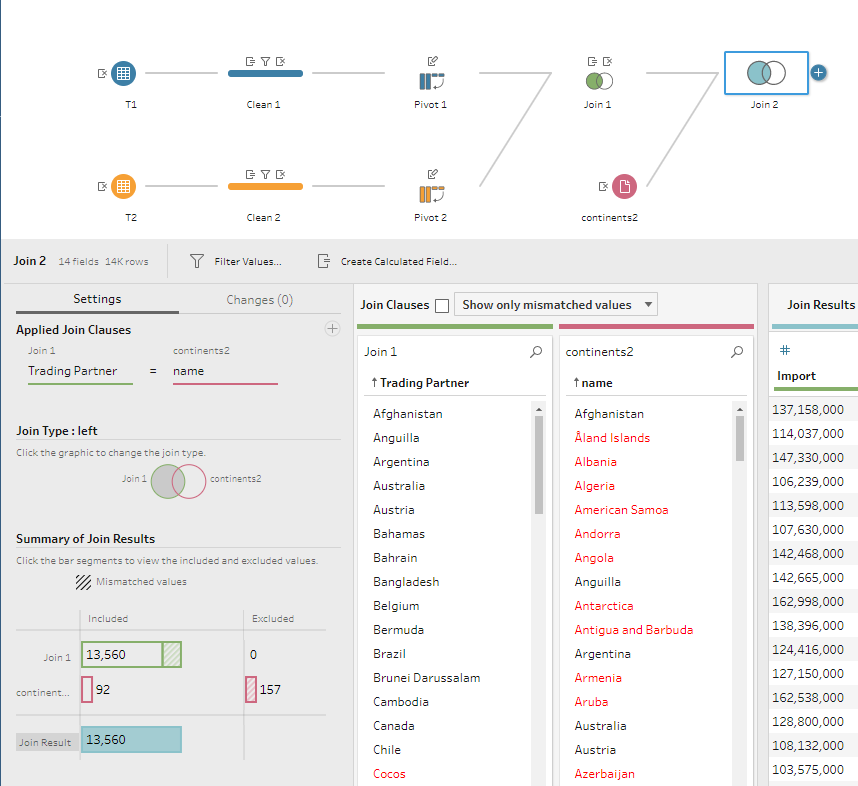 T1
Clean 1
Pivot 1
Join 1
Join 2
T2
Clean 2
Pivot 2
continents2
Join 2 14 fields 14K rows Filter Values... Create Calculated Field...
Settings Changes (0)
Applied Join Clauses
Join 1 continents2
Trading Partner = name
Join Type : left
Click the graphic to change the join type.
Join 1 continents2
Summary of Join Results
Click the bar segments to view the included and excluded values.
Mismatched values
Included Excluded
Join 1 13,560 0
continent... 92 157
Join Result 13,560
Join Clauses Show only mismatched values
Join 1
Trading Partner
Afghanistan
Anguilla
Argentina
Australia
Austria
Bahamas
Bahrain
Bangladesh
Belgium
Bermuda
Brazil
Brunei Darussalam
Cambodia
Canada
Chile
Cocos
continents2
name
Afghanistan
Åland Islands
Albania
Algeria
American Samoa
Andorra
Angola
Anguilla
Antarctica
Antigua and Barbuda
Argentina
Armenia
Aruba
Australia
Austria
Azerbaijan
Join Results
#
Import
137,158,000
114,037,000
147,330,000
106,239,000
113,598,000
107,630,000
142,468,000
142,665,000
162,998,000
138,396,000
124,416,000
127,150,000
162,538,000
128,800,000
108,132,000
103,575,000